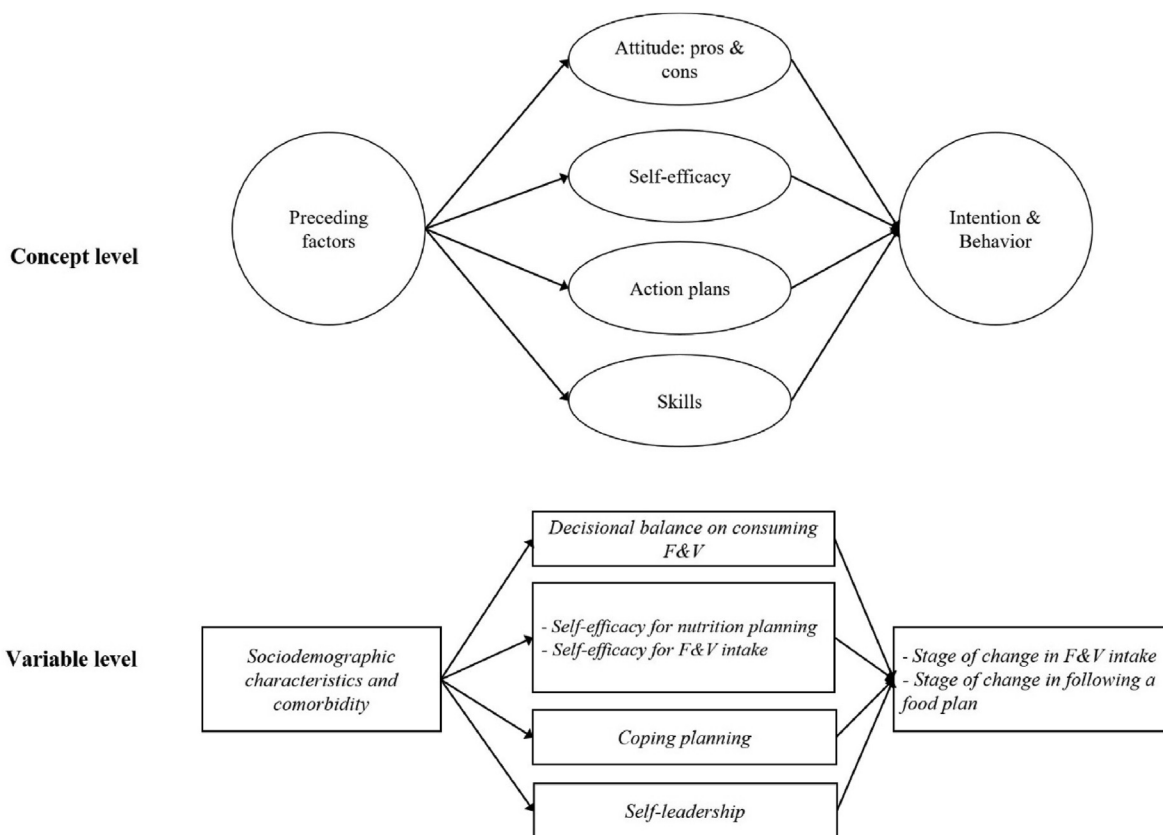 Concept level
Preceding
factors
Attitude: pros &
cons
Self-efficacy
Action plans
Skills
Intention &
Behavior
Variable level
Sociodemographic
characteristics and
comorbidity
Decisional balance on consuming
F&V
- Self-efficacy for nutrition planning
- Self-efficacy for F&V intake
Coping planning
Self-leadership
- Stage of change in F&V intake
- Stage of change in following a
food plan